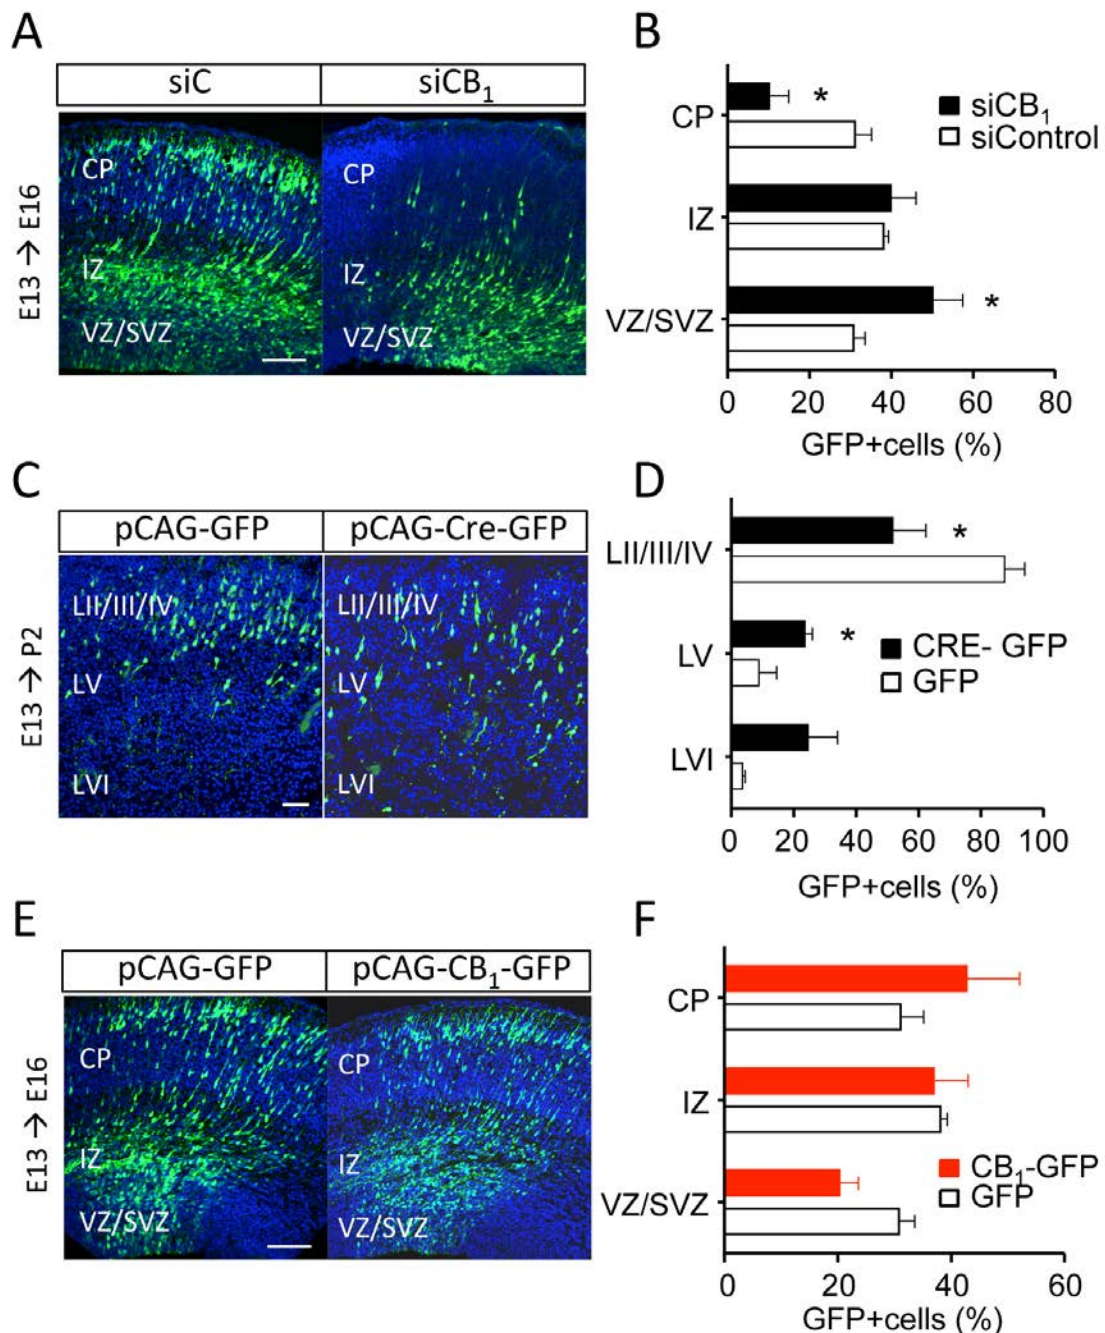 A
siC siCB₁
E13 → E16
CP CP
IZ IZ
VZ/SVZ VZ/SVZ
B
CP
IZ
VZ/SVZ
*
*
siCB₁
siControl
0 20 40 60 80
GFP+cells (%)
C
pCAG-GFP pCAG-Cre-GFP
E13 → P2
LII/III/IV LII/III/IV
LV LV
LVI LVI
D
LII/III/IV
LV
LVI
*
*
CRE- GFP
GFP
0 20 40 60 80 100
GFP+cells (%)
E
pCAG-GFP pCAG-CB₁-GFP
E13 → E16
CP CP
IZ IZ
VZ/SVZ VZ/SVZ
F
CP
IZ
VZ/SVZ
CB₁-GFP
GFP
0 20 40 60
GFP+cells (%)